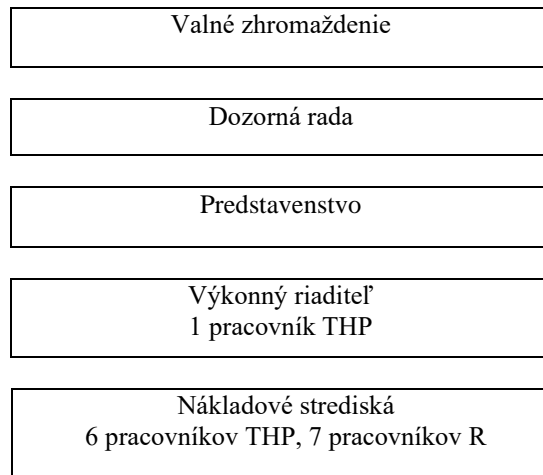 Valné zhromaždenie
Dozorná rada
Predstavenstvo
Výkonný riaditeľ
1 pracovník THP
Nákladové strediská
6 pracovníkov THP, 7 pracovníkov R